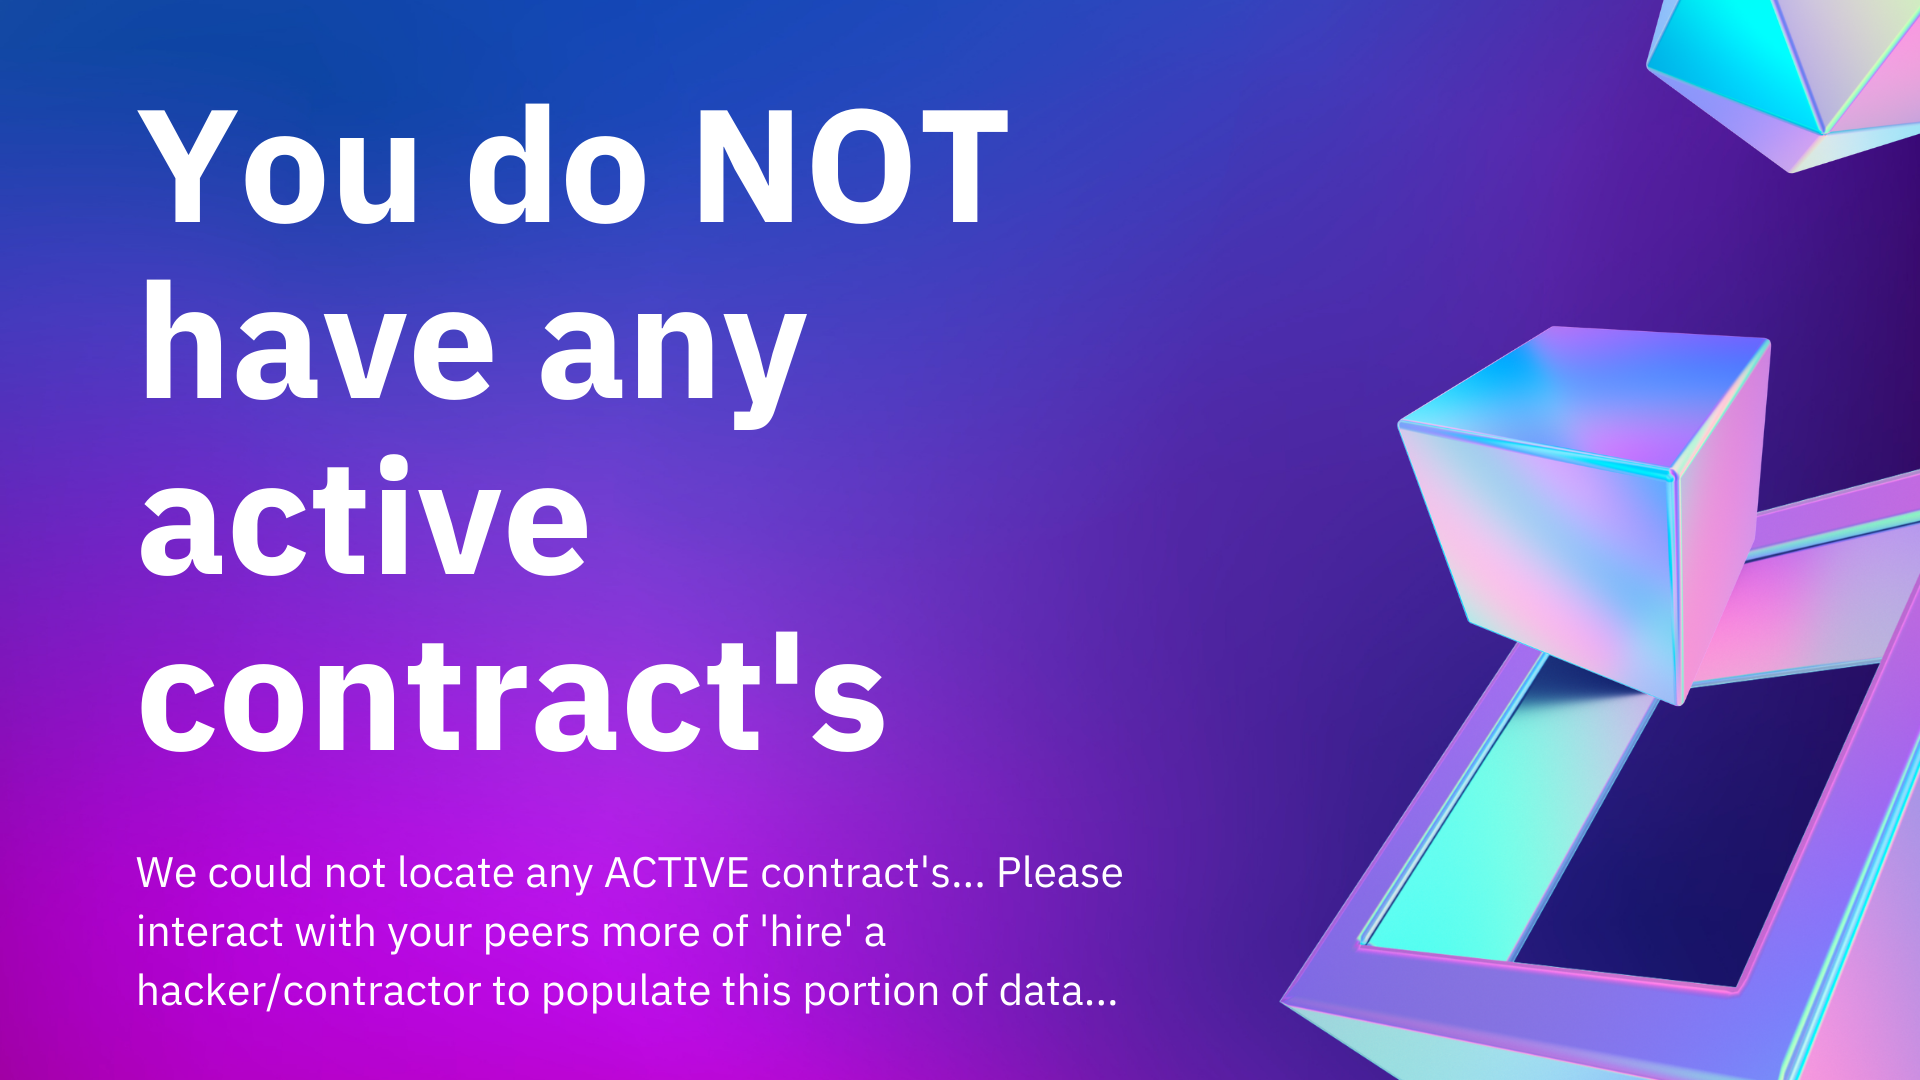 You do NOT
have any
active
contract's
We could not locate any ACTIVE contract's... Please
interact with your peers more of 'hire' a
hacker/contractor to populate this portion of data...